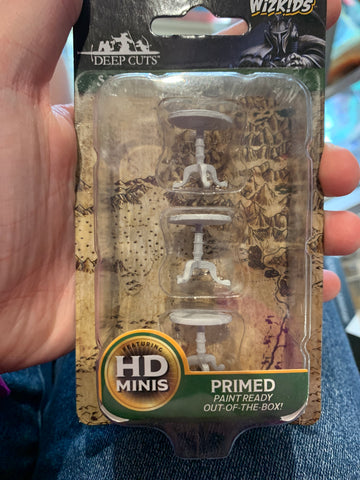 WIZKIDS
DEEP CUTS
FEATURING
HD
MINIS
PRIMED
PAINT READY
OUT-OF-THE-BOX!